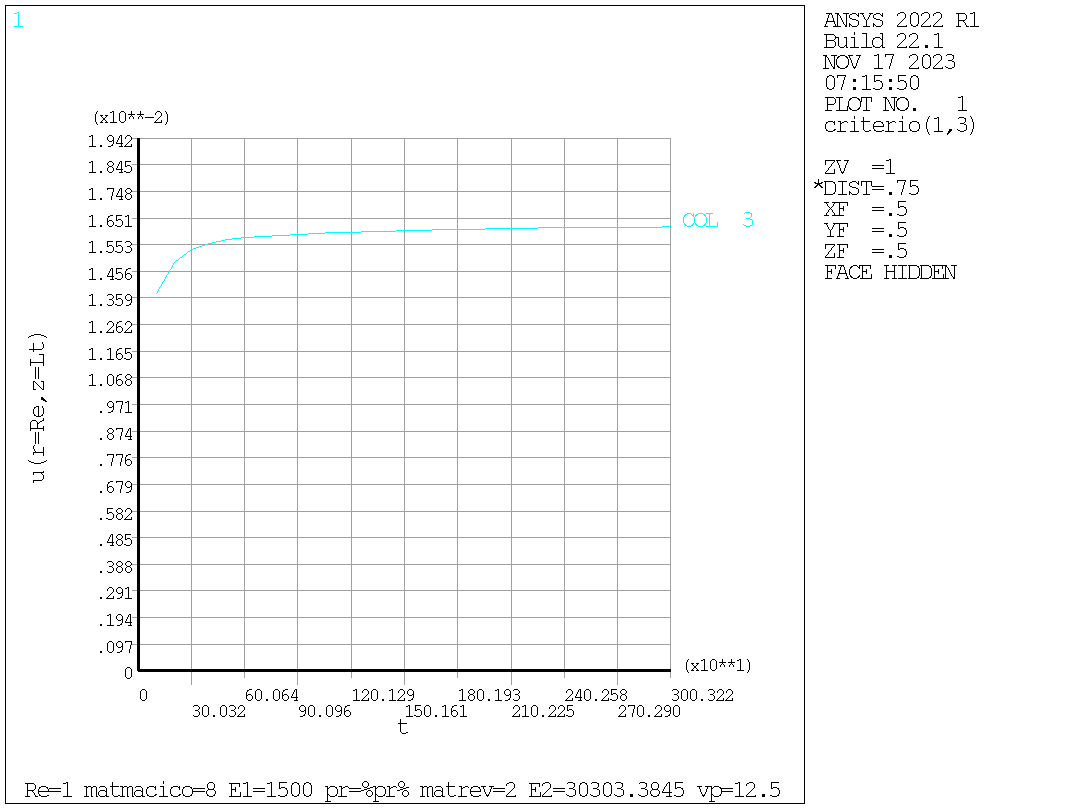 1
ANSYS 2022 R1
Build 22.1
NOV 17 2023
07:15:50
PLOT NO. 1
criterio(1,3)
ZV =1
*DIST=.75
XF =.5
YF =.5
ZF =.5
FACE HIDDEN
(x10**-2)
1.942
1.845
1.748
1.651
1.553
1.456
1.359
1.262
1.165
1.068
.971
.874
.776
.679
.582
.485
.388
.291
.194
.097
0
u(r=Re,z=Lt)
COL 3
(x10**1)
0 60.064 120.129 180.193 240.258 300.322
30.032 90.096 150.161 210.225 270.290
t
Re=1 matmacico=8 E1=1500 pr=%pr% matrev=2 E2=30303.3845 vp=12.5